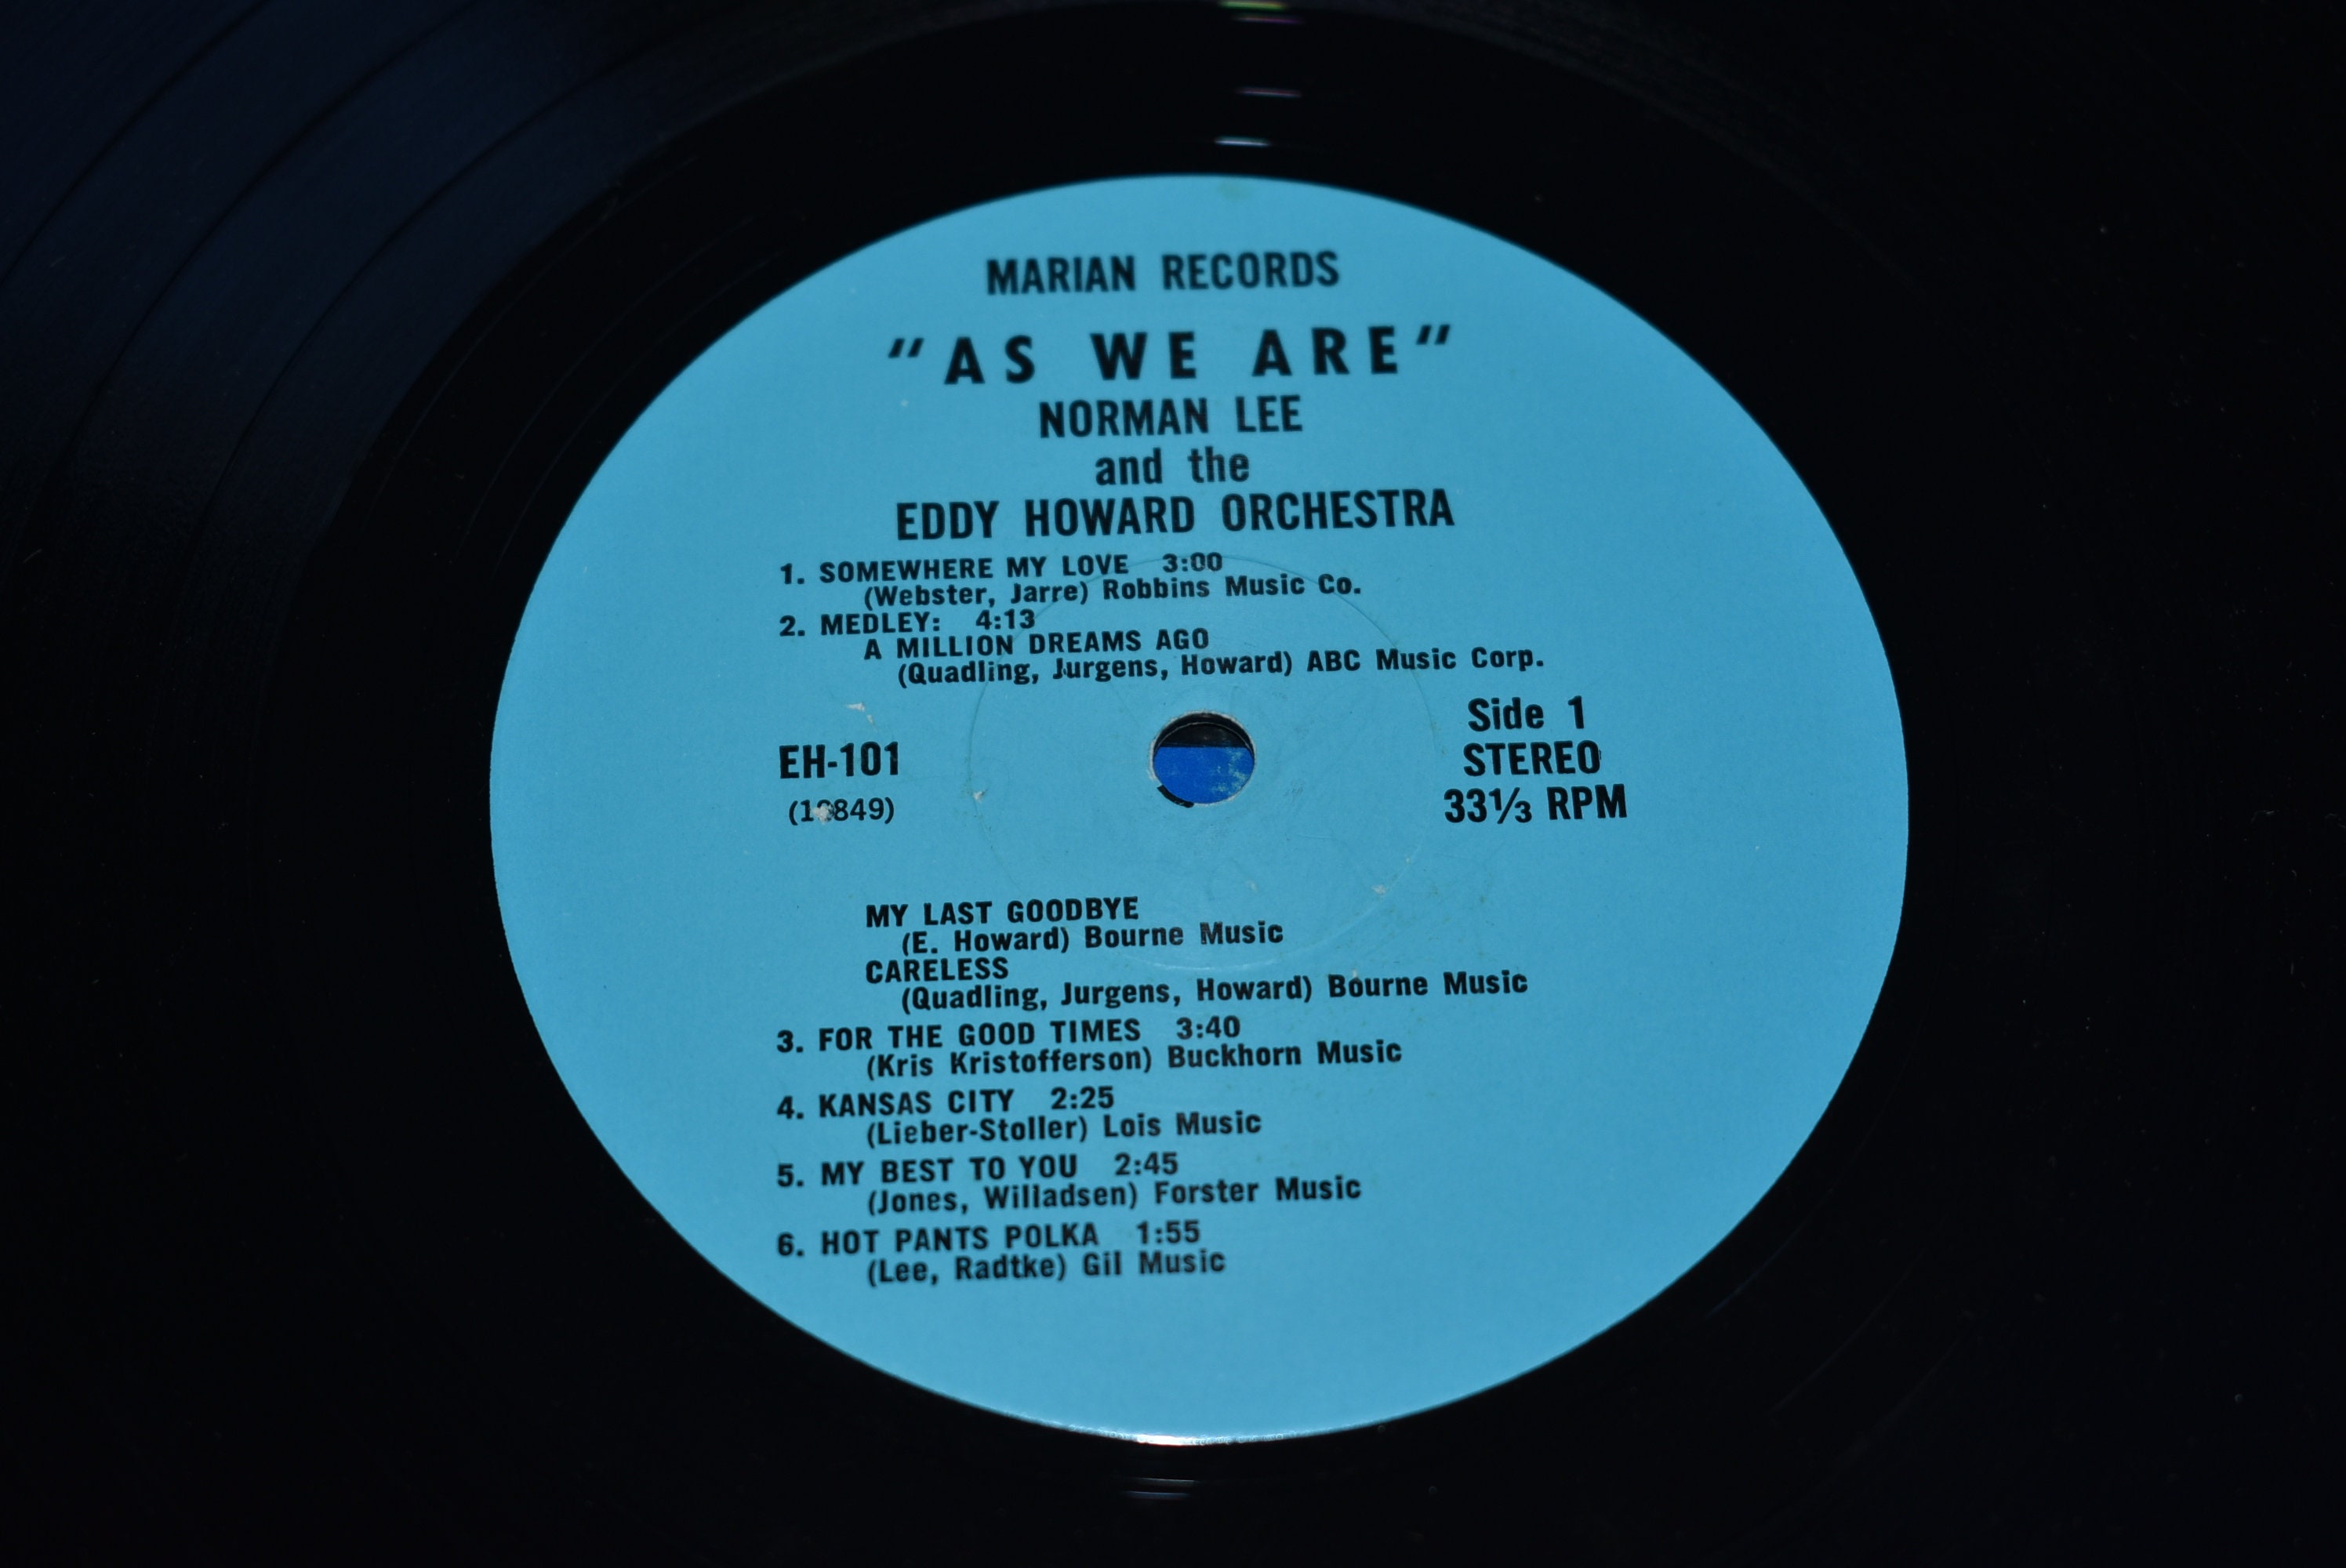 MARIAN RECORDS
"AS WE ARE"
NORMAN LEE
and the
EDDY HOWARD ORCHESTRA
1. SOMEWHERE MY LOVE 3:00
(Webster, Jarre) Robbins Music Co.
2. MEDLEY: 4:13
A MILLION DREAMS AGO
(Quadling, Jurgens, Howard) ABC Music Corp.
EH-101
Side 1
STEREO
33⅓ RPM
MY LAST GOODBYE
(E. Howard) Bourne Music
CARELESS
(Quadling, Jurgens, Howard) Bourne Music
3. FOR THE GOOD TIMES 3:40
(Kris Kristofferson) Buckhorn Music
4. KANSAS CITY 2:25
(Lieber-Stoller) Lois Music
5. MY BEST TO YOU 2:45
(Jones, Willadsen) Forster Music
6. HOT PANTS POLKA 1:55
(Lee, Radtke) Gil Music